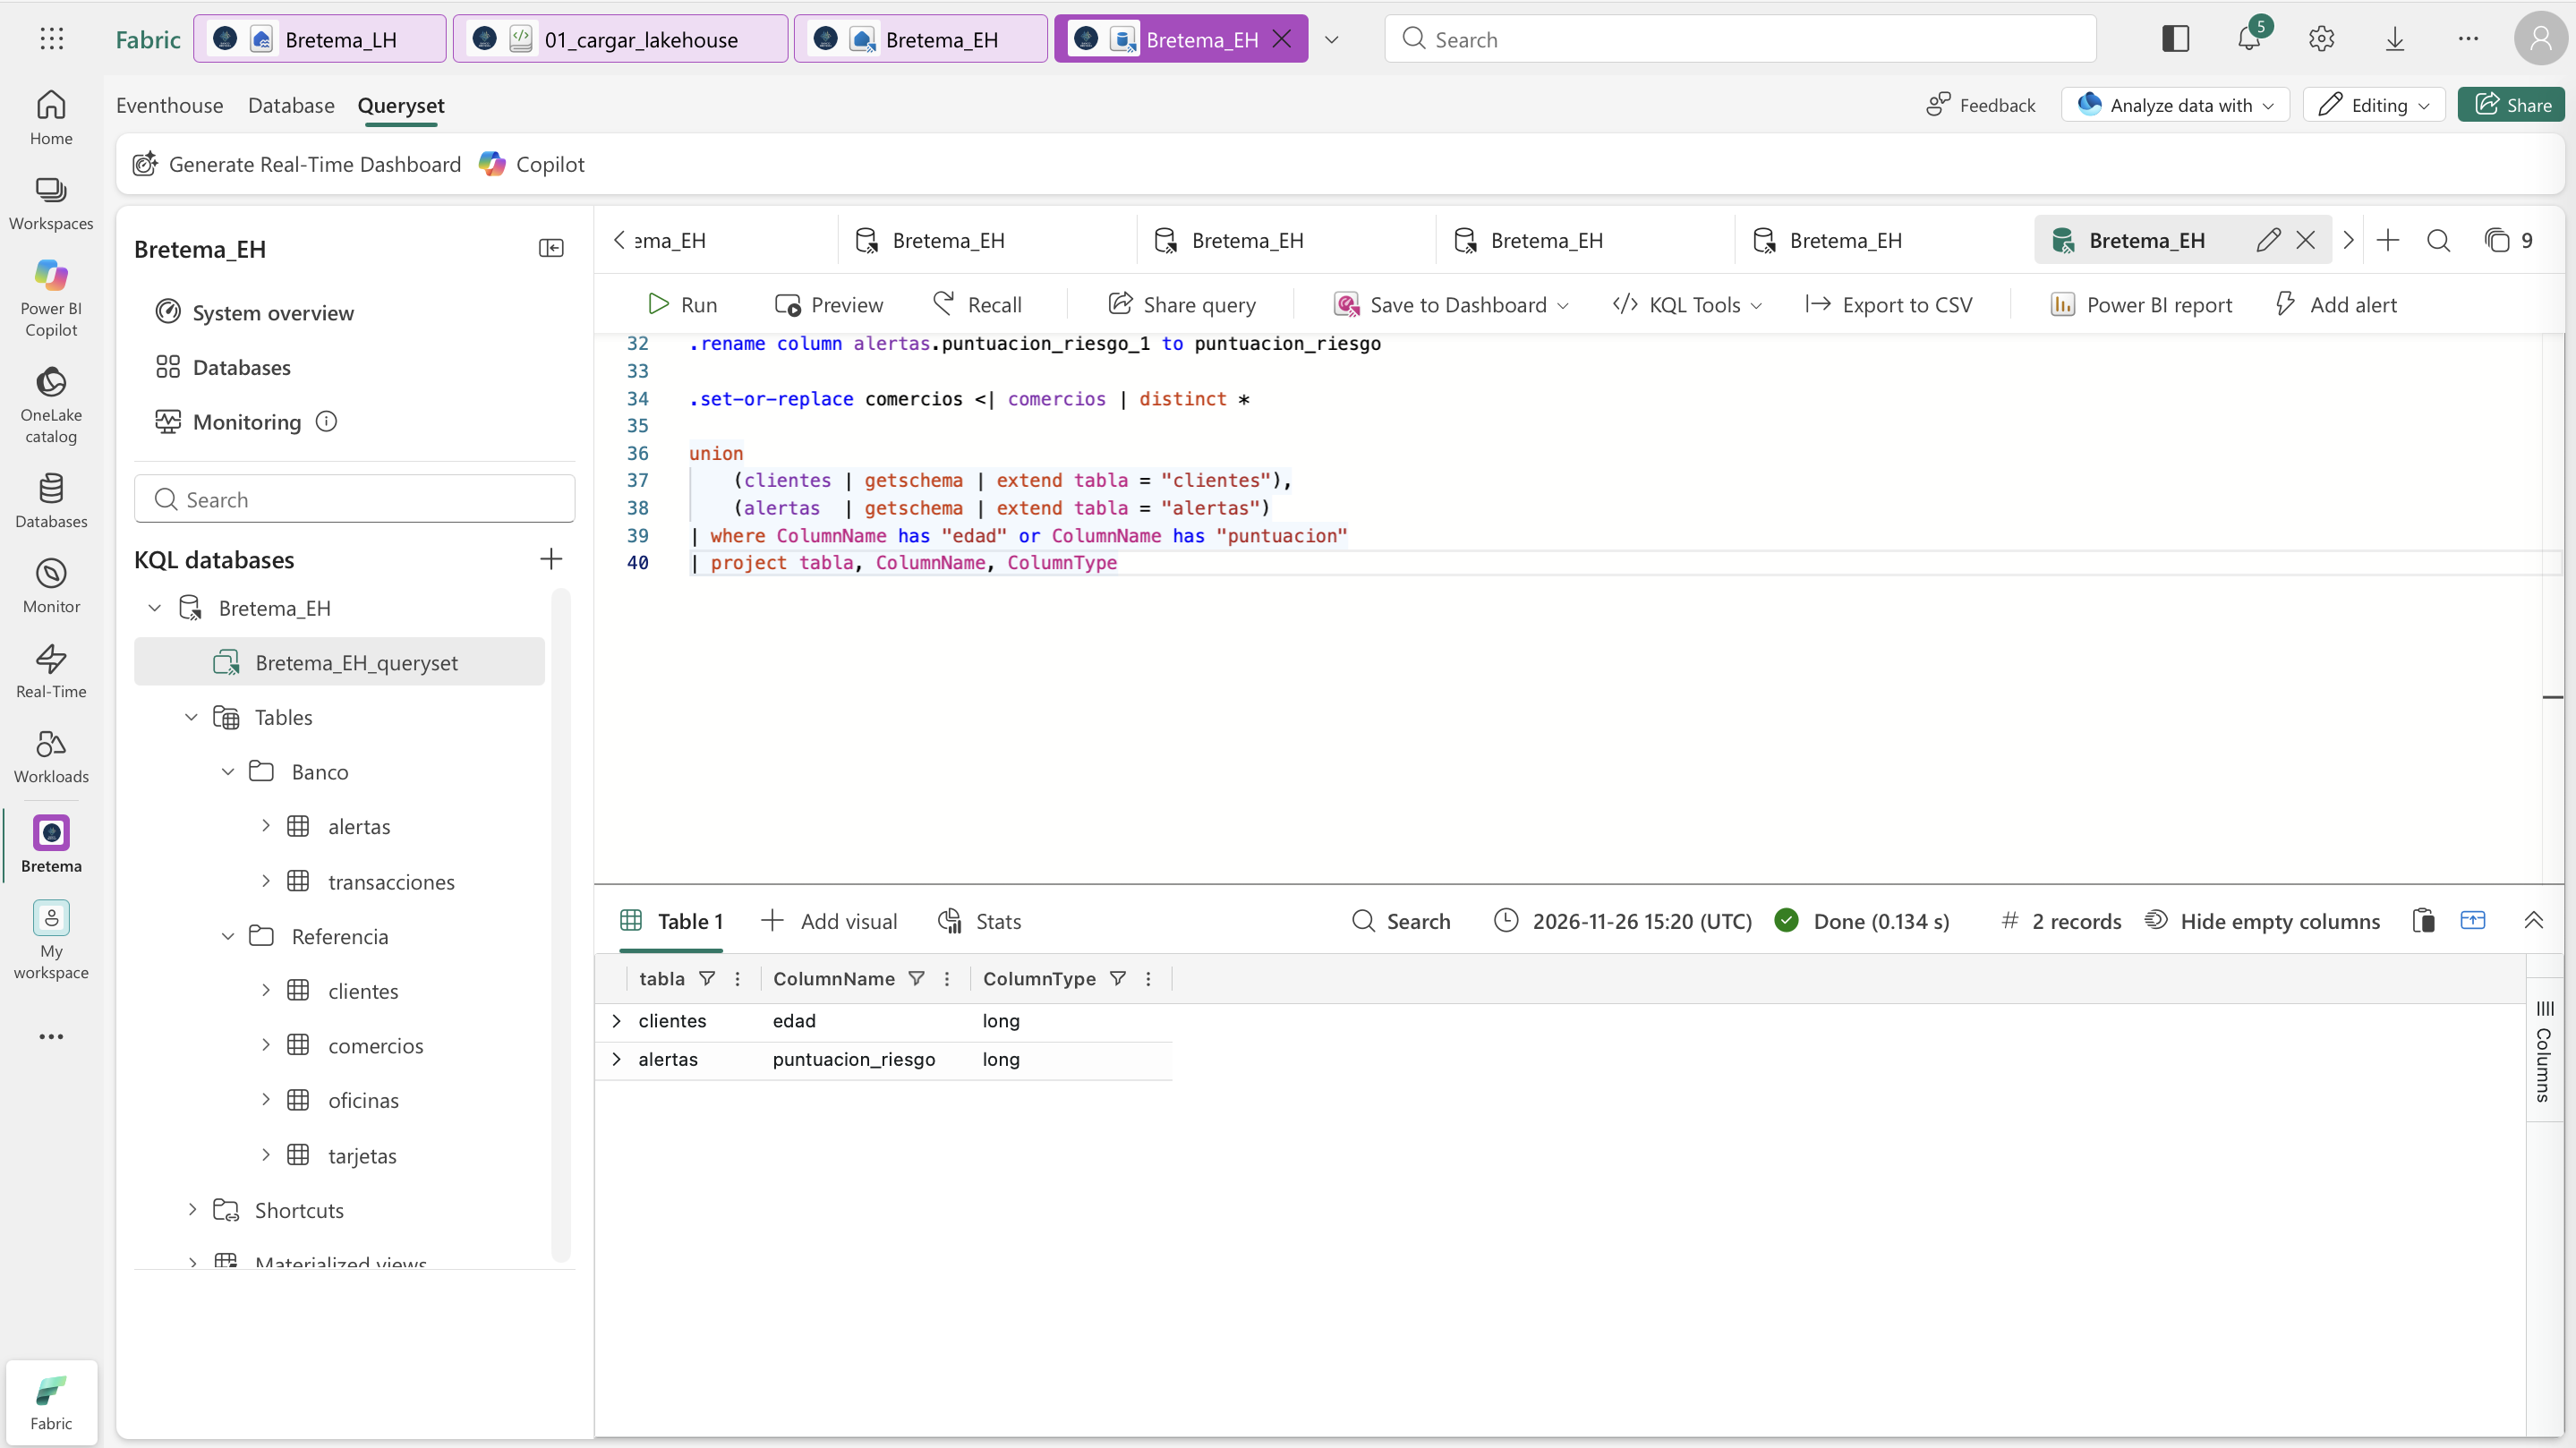 Fabric
Bretema_LH
01_cargar_lakehouse
Bretema_EH
Bretema_EH
Search
5
Home
Workspaces
Power BI
Copilot
OneLake
catalog
Databases
Monitor
Real-Time
Workloads
Bretema
My
workspace
Fabric
Eventhouse
Database
Queryset
Feedback
Analyze data with
Editing
Share
Generate Real-Time Dashboard
Copilot
Bretema_EH
System overview
Databases
Monitoring
Search
KQL databases
Bretema_EH
Bretema_EH_queryset
Tables
Banco
alertas
transacciones
Referencia
clientes
comercios
oficinas
tarjetas
Shortcuts
Materialized views
ema_EH
Bretema_EH
Bretema_EH
Bretema_EH
Bretema_EH
Bretema_EH
9
Run
Preview
Recall
Share query
Save to Dashboard
KQL Tools
Export to CSV
Power BI report
Add alert
32 .rename column alertas.puntuacion_riesgo_1 to puntuacion_riesgo
33
34 .set-or-replace comercios <| comercios | distinct *
35
36 union
37 (clientes | getschema | extend tabla = "clientes"),
38 (alertas | getschema | extend tabla = "alertas")
39 | where ColumnName has "edad" or ColumnName has "puntuacion"
40 | project tabla, ColumnName, ColumnType
Table 1
Add visual
Stats
Search
2026-11-26 15:20 (UTC)
Done (0.134 s)
# 2 records
Hide empty columns
tabla ColumnName ColumnType
clientes edad long
alertas puntuacion_riesgo long
Columns